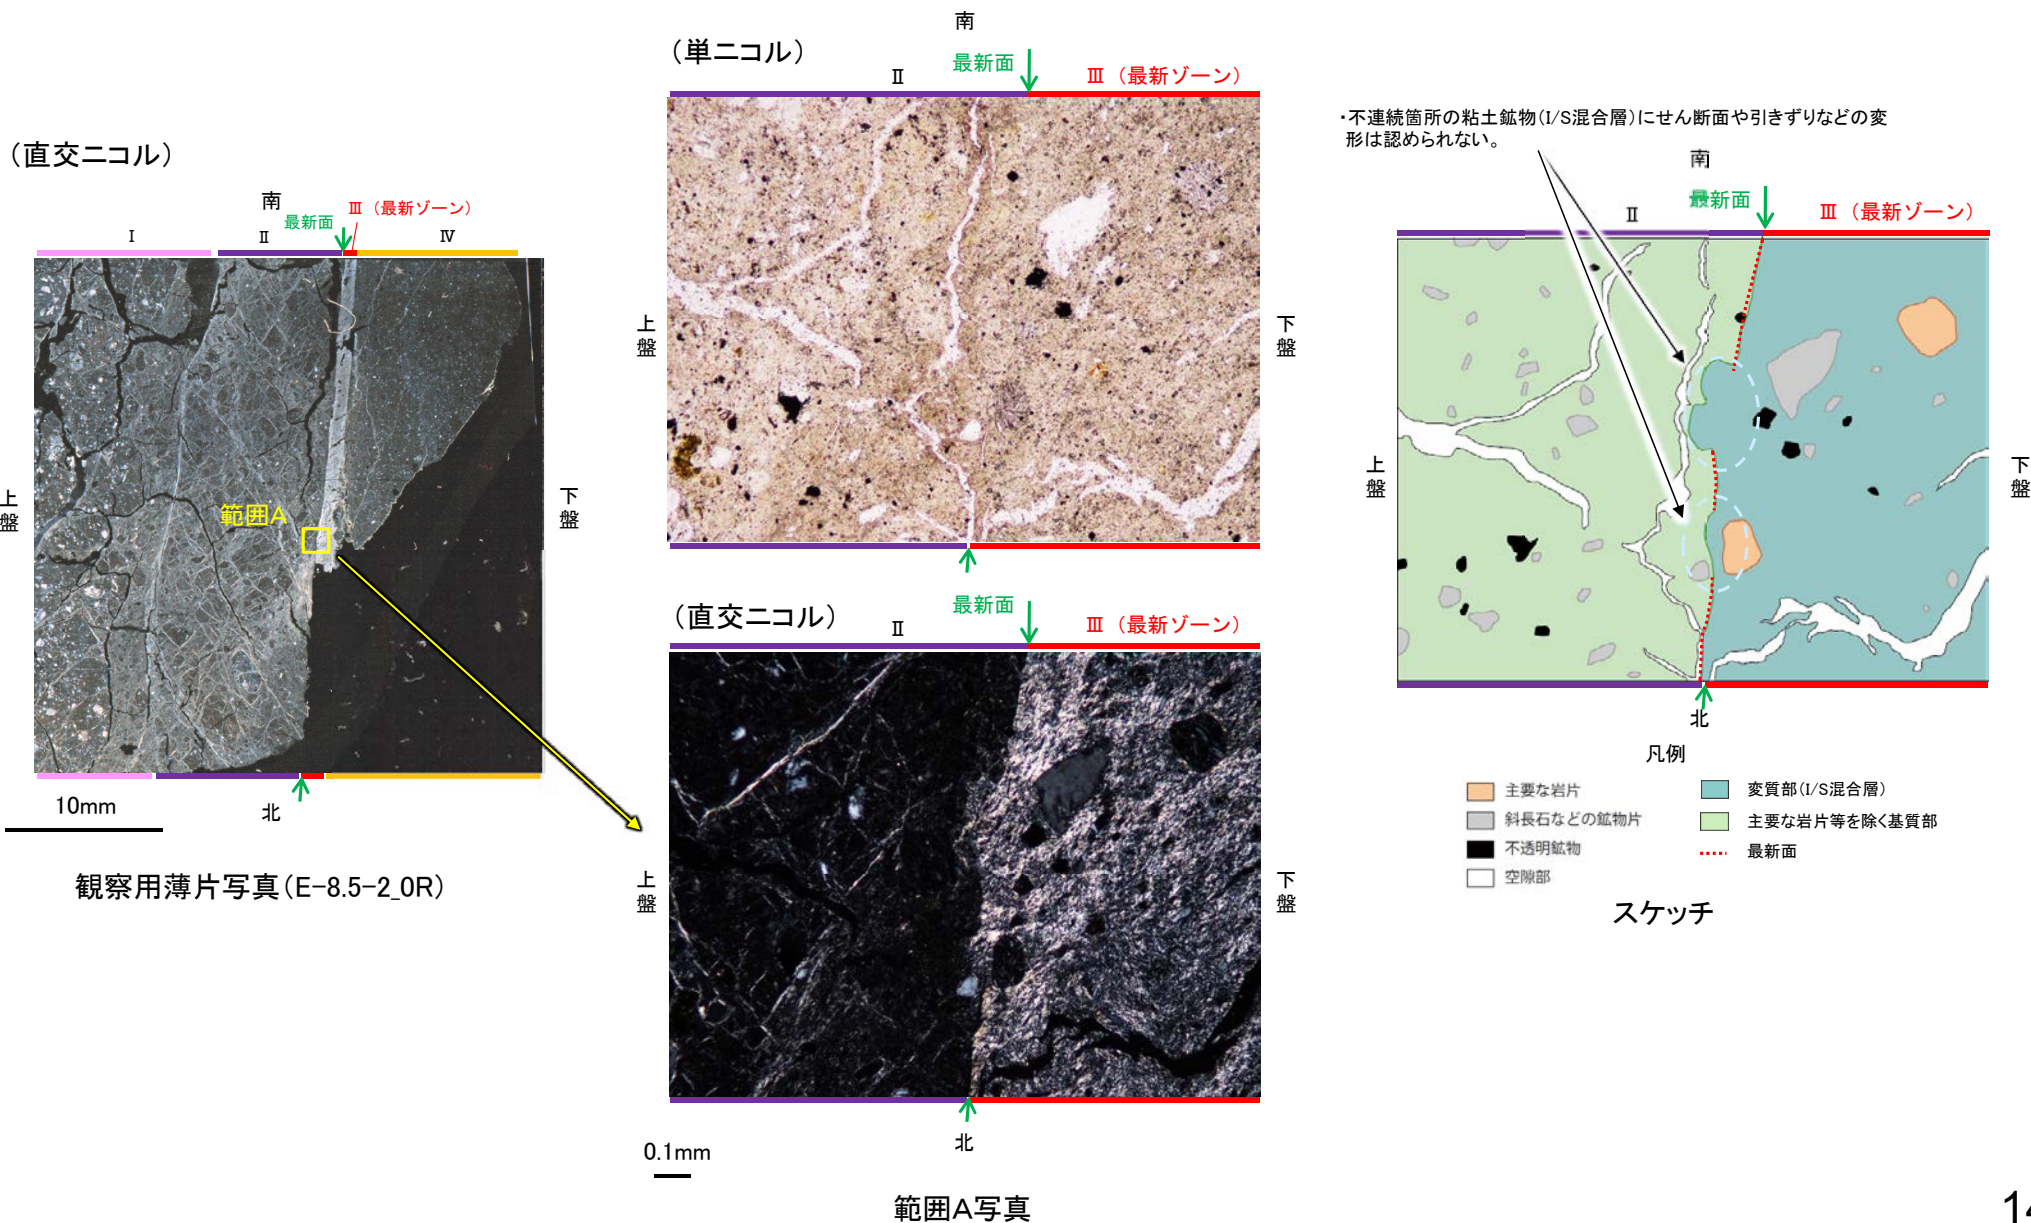 （直交ニコル）
南
最新面
Ⅲ（最新ゾーン）
Ⅰ
Ⅱ
Ⅳ
上盤
下盤
範囲A
10mm
北
観察用薄片写真（E-8.5-2_0R）
南
（単ニコル）
Ⅱ
最新面
Ⅲ（最新ゾーン）
上盤
下盤
（直交ニコル）
最新面
Ⅱ
Ⅲ（最新ゾーン）
上盤
下盤
北
0.1mm
範囲A写真
・不連続箇所の粘土鉱物（I/S混合層）にせん断面や引きずりなどの変
形は認められない。
南
最新面
Ⅱ
Ⅲ（最新ゾーン）
上盤
下盤
北
凡例
主要な岩片
斜長石などの鉱物片
不透明鉱物
空隙部
変質部（I/S混合層）
主要な岩片等を除く基質部
最新面
スケッチ